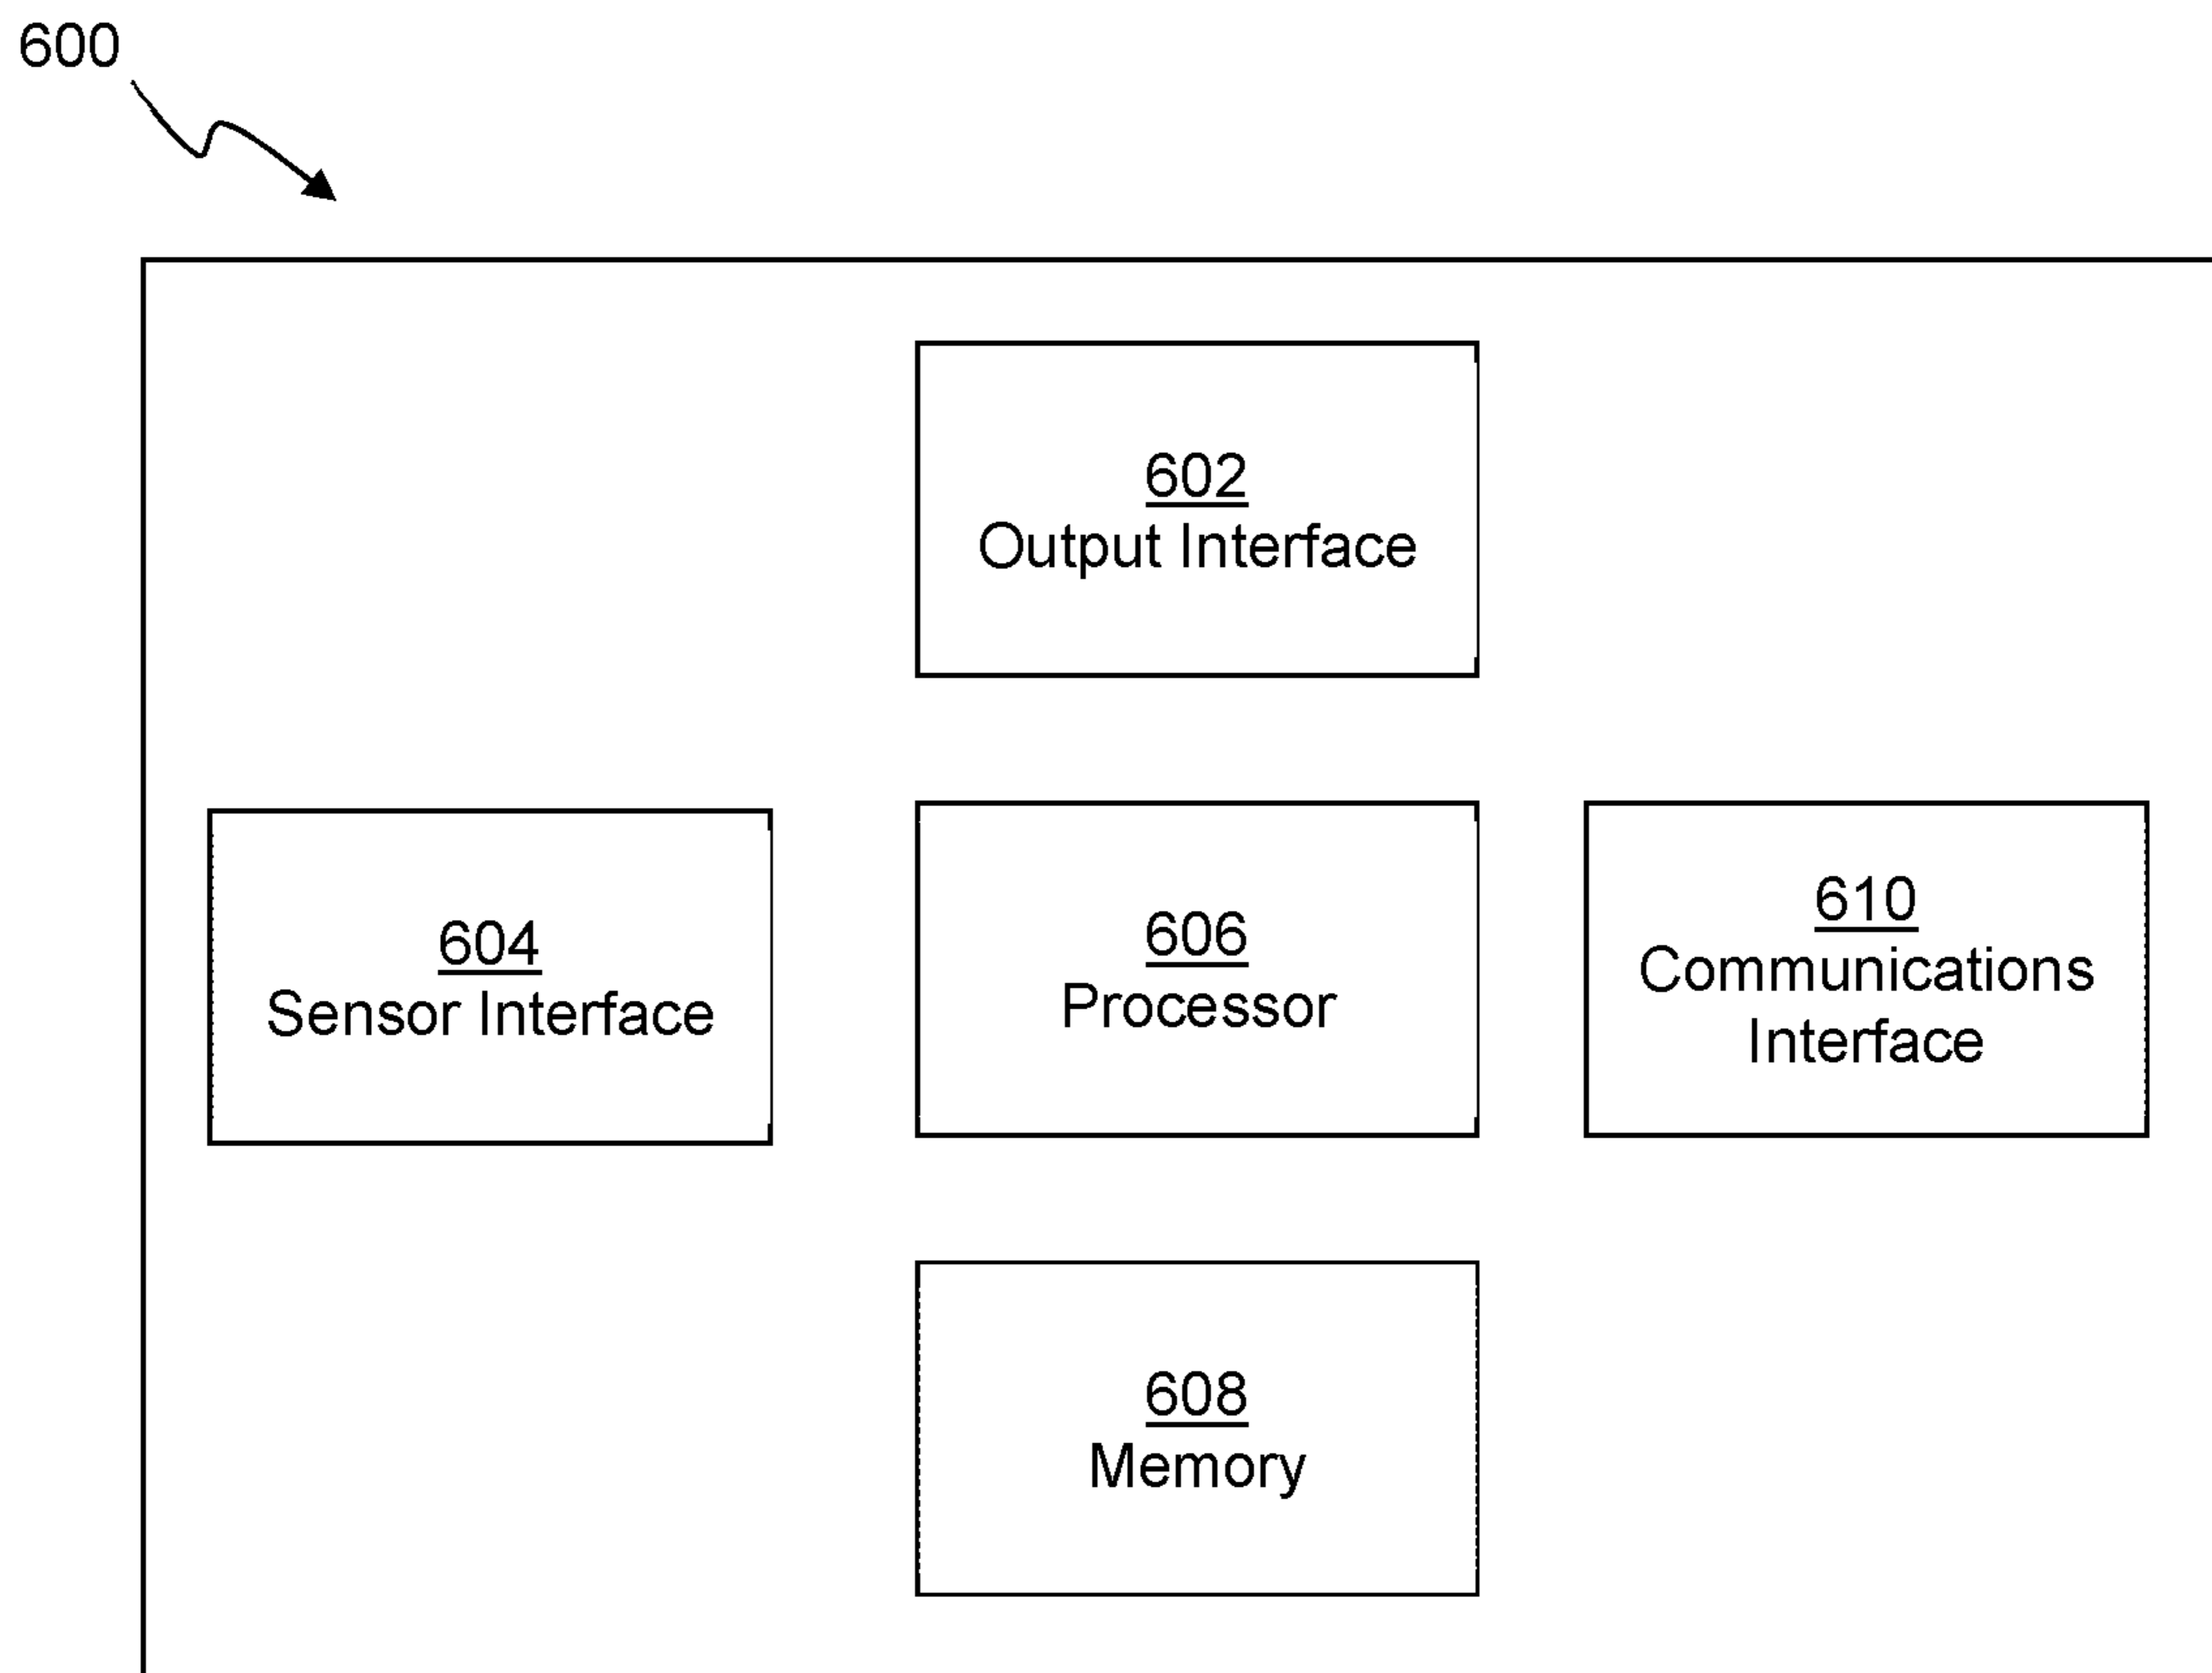 600
602
Output Interface
604
Sensor Interface
606
Processor
610
Communications
Interface
608
Memory